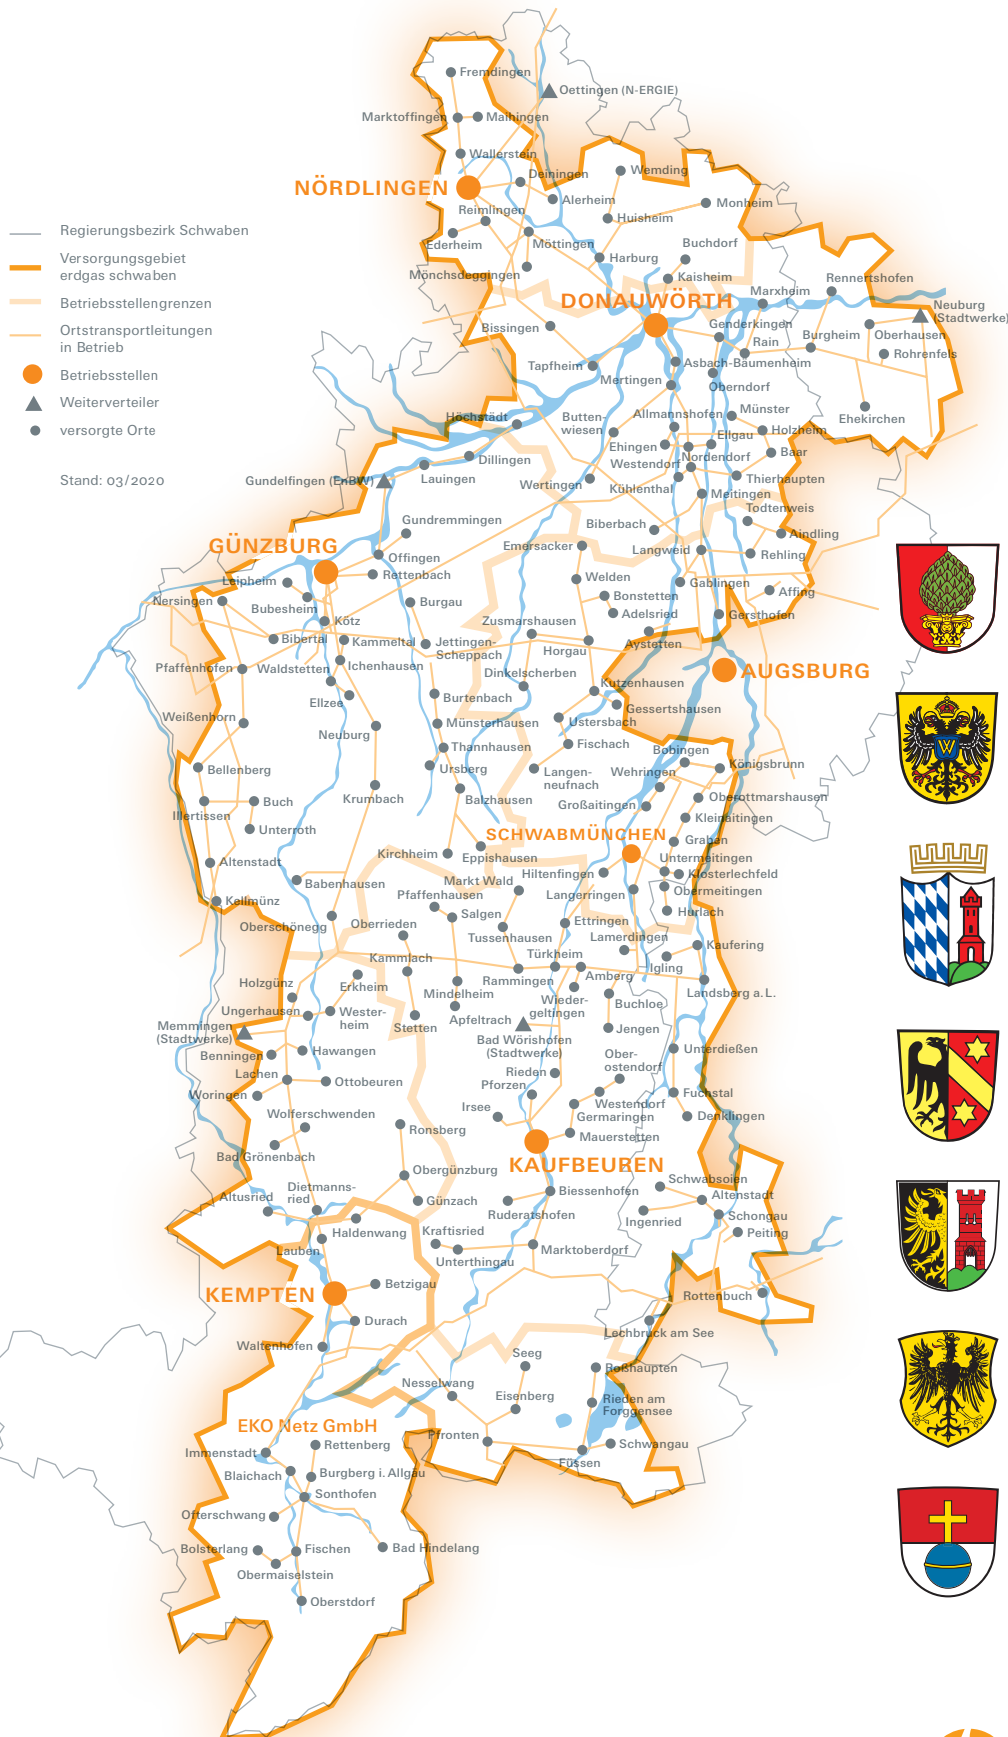 Fremdingen
Oettingen (N-ERGIE)
Marktoffingen
Maihingen
Wallerstein
Deiningen
Wemding
NÖRDLINGEN
Alerheim
Monheim
Reimlingen
Huisheim
Ederheim
Möttingen
Buchdorf
Harburg
Mönchsdeggingen
Kaisheim
Rennertshofen
Marxheim
DONAUWÖRTH
Neuburg
(Stadtwerke)
Bissingen
Genderkingen
Rain
Burgheim
Oberhausen
Rohrenfels
Tapfheim
Asbach-Bäumenheim
Mertingen
Oberndorf
Höchstädt
Butten-
wiesen
Allmannshofen
Münster
Ehekirchen
Ellgau
Holzheim
Ehingen
Nordendorf
Baar
Westendorf
Dillingen
Lauingen
Gundelfingen (EnBW)
Wertingen
Kühlenthal
Thierhaupten
Meitingen
Todtenweis
Gundremmingen
Biberbach
Aindling
GÜNZBURG
Emersacker
Langweid
Rehling
Offingen
Leipheim
Rettenbach
Welden
Gablingen
Affing
Nersingen
Bubesheim
Burgau
Bonstetten
Adelsried
Gersthofen
Kötz
Zusmarshausen
Bibertal
Kammeltal
Jettingen-
Scheppach
Horgau
Aystetten
Pfaffenhofen
Waldstetten
Ichenhausen
Dinkelscherben
AUGSBURG
Kutzenhausen
Ellzee
Burtenbach
Gessertshausen
Weißenhorn
Neuburg
Münsterhausen
Ustersbach
Thannhausen
Fischach
Bobingen
Bellenberg
Ursberg
Langen-
neufnach
Wehringen
Königsbrunn
Buch
Krumbach
Balzhausen
Großaitingen
Oberottmarshausen
Illertissen
Kleinaitingen
Unterroth
SCHWABMÜNCHEN
Graben
Kirchheim
Eppishausen
Untermeitingen
Altenstadt
Hiltenfingen
Klosterlechfeld
Babenhausen
Markt Wald
Langerringen
Obermeitingen
Kellmünz
Pfaffenhausen
Hurlach
Salgen
Oberschönegg
Oberrieden
Ettringen
Tussenhausen
Lamerdingen
Kaufering
Kammlach
Türkheim
Igling
Holzgünz
Erkheim
Rammingen
Amberg
Mindelheim
Landsberg a. L.
Ungerhausen
Wester-
heim
Wieder-
geltingen
Buchloe
Memmingen
(Stadtwerke)
Stetten
Apfeltrach
Jengen
Bad Wörishofen
(Stadtwerke)
Benningen
Hawangen
Ober-
ostendorf
Unterdießen
Lachen
Ottobeuren
Rieden
Pforzen
Woringen
Fuchstal
Wolferschwenden
Irsee
Westendorf
Germaringen
Denklingen
Ronsberg
Mauerstetten
Bad Grönenbach
KAUFBEUREN
Obergünzburg
Schwabsoien
Altusried
Dietmanns-
ried
Biessenhofen
Altenstadt
Günzach
Ruderatshofen
Ingenried
Schongau
Haldenwang
Kraftisried
Peiting
Lauben
Unterthingau
Marktoberdorf
KEMPTEN
Betzigau
Rottenbuch
Durach
Lechbruck am See
Waltenhofen
Seeg
Roßhaupten
Nesselwang
Eisenberg
Rieden am
Forggensee
EKO Netz GmbH
Pfronten
Rettenberg
Schwangau
Immenstadt
Füssen
Blaichach
Burgberg i. Allgäu
Sonthofen
Ofterschwang
Bolsterlang
Fischen
Bad Hindelang
Obermaiselstein
Oberstdorf
Regierungsbezirk Schwaben
Versorgungsgebiet
erdgas schwaben
Betriebsstellengrenzen
Ortstransportleitungen
in Betrieb
Betriebsstellen
Weiterverteiler
versorgte Orte
Stand: 03/2020
W